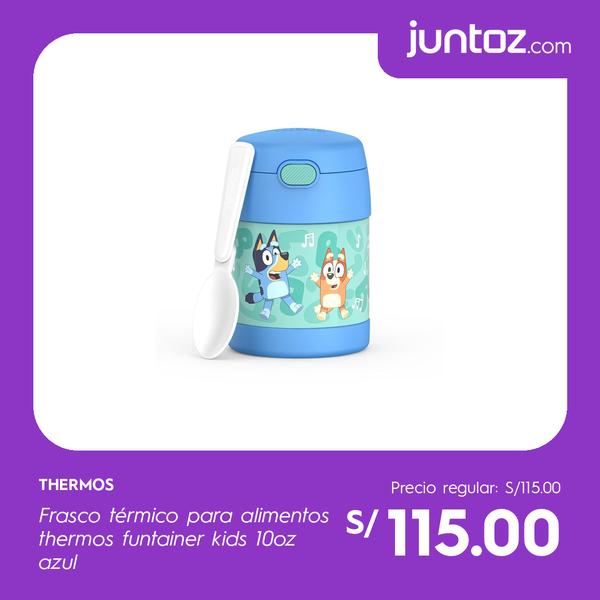 juntoz.com
THERMOS
Frasco térmico para alimentos
thermos funtainer kids 10oz
azul
Precio regular: S/115.00
S/115.00